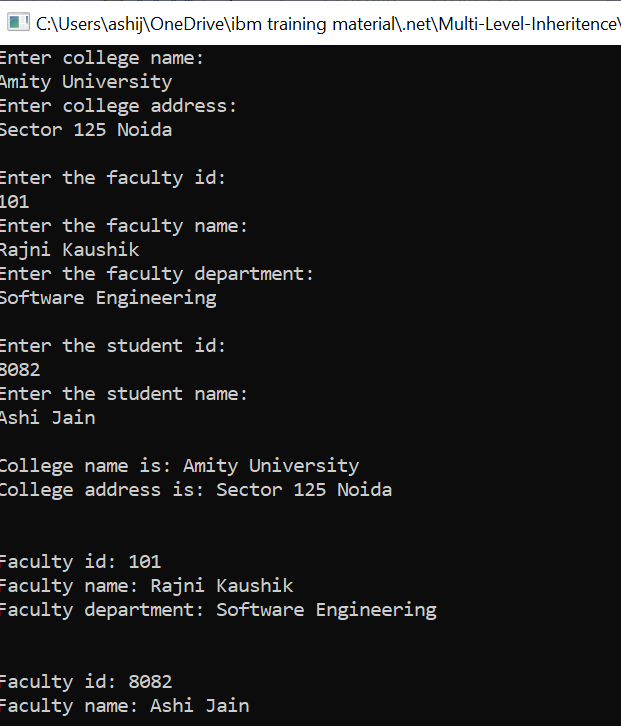 C:\Users\ashij\OneDrive\ibm training material\.net\Multi-Level-Inheritence\
Enter college name:
Amity University
Enter college address:
Sector 125 Noida
Enter the faculty id:
101
Enter the faculty name:
Rajni Kaushik
Enter the faculty department:
Software Engineering
Enter the student id:
8082
Enter the student name:
Ashi Jain
College name is: Amity University
College address is: Sector 125 Noida
Faculty id: 101
Faculty name: Rajni Kaushik
Faculty department: Software Engineering
Faculty id: 8082
Faculty name: Ashi Jain